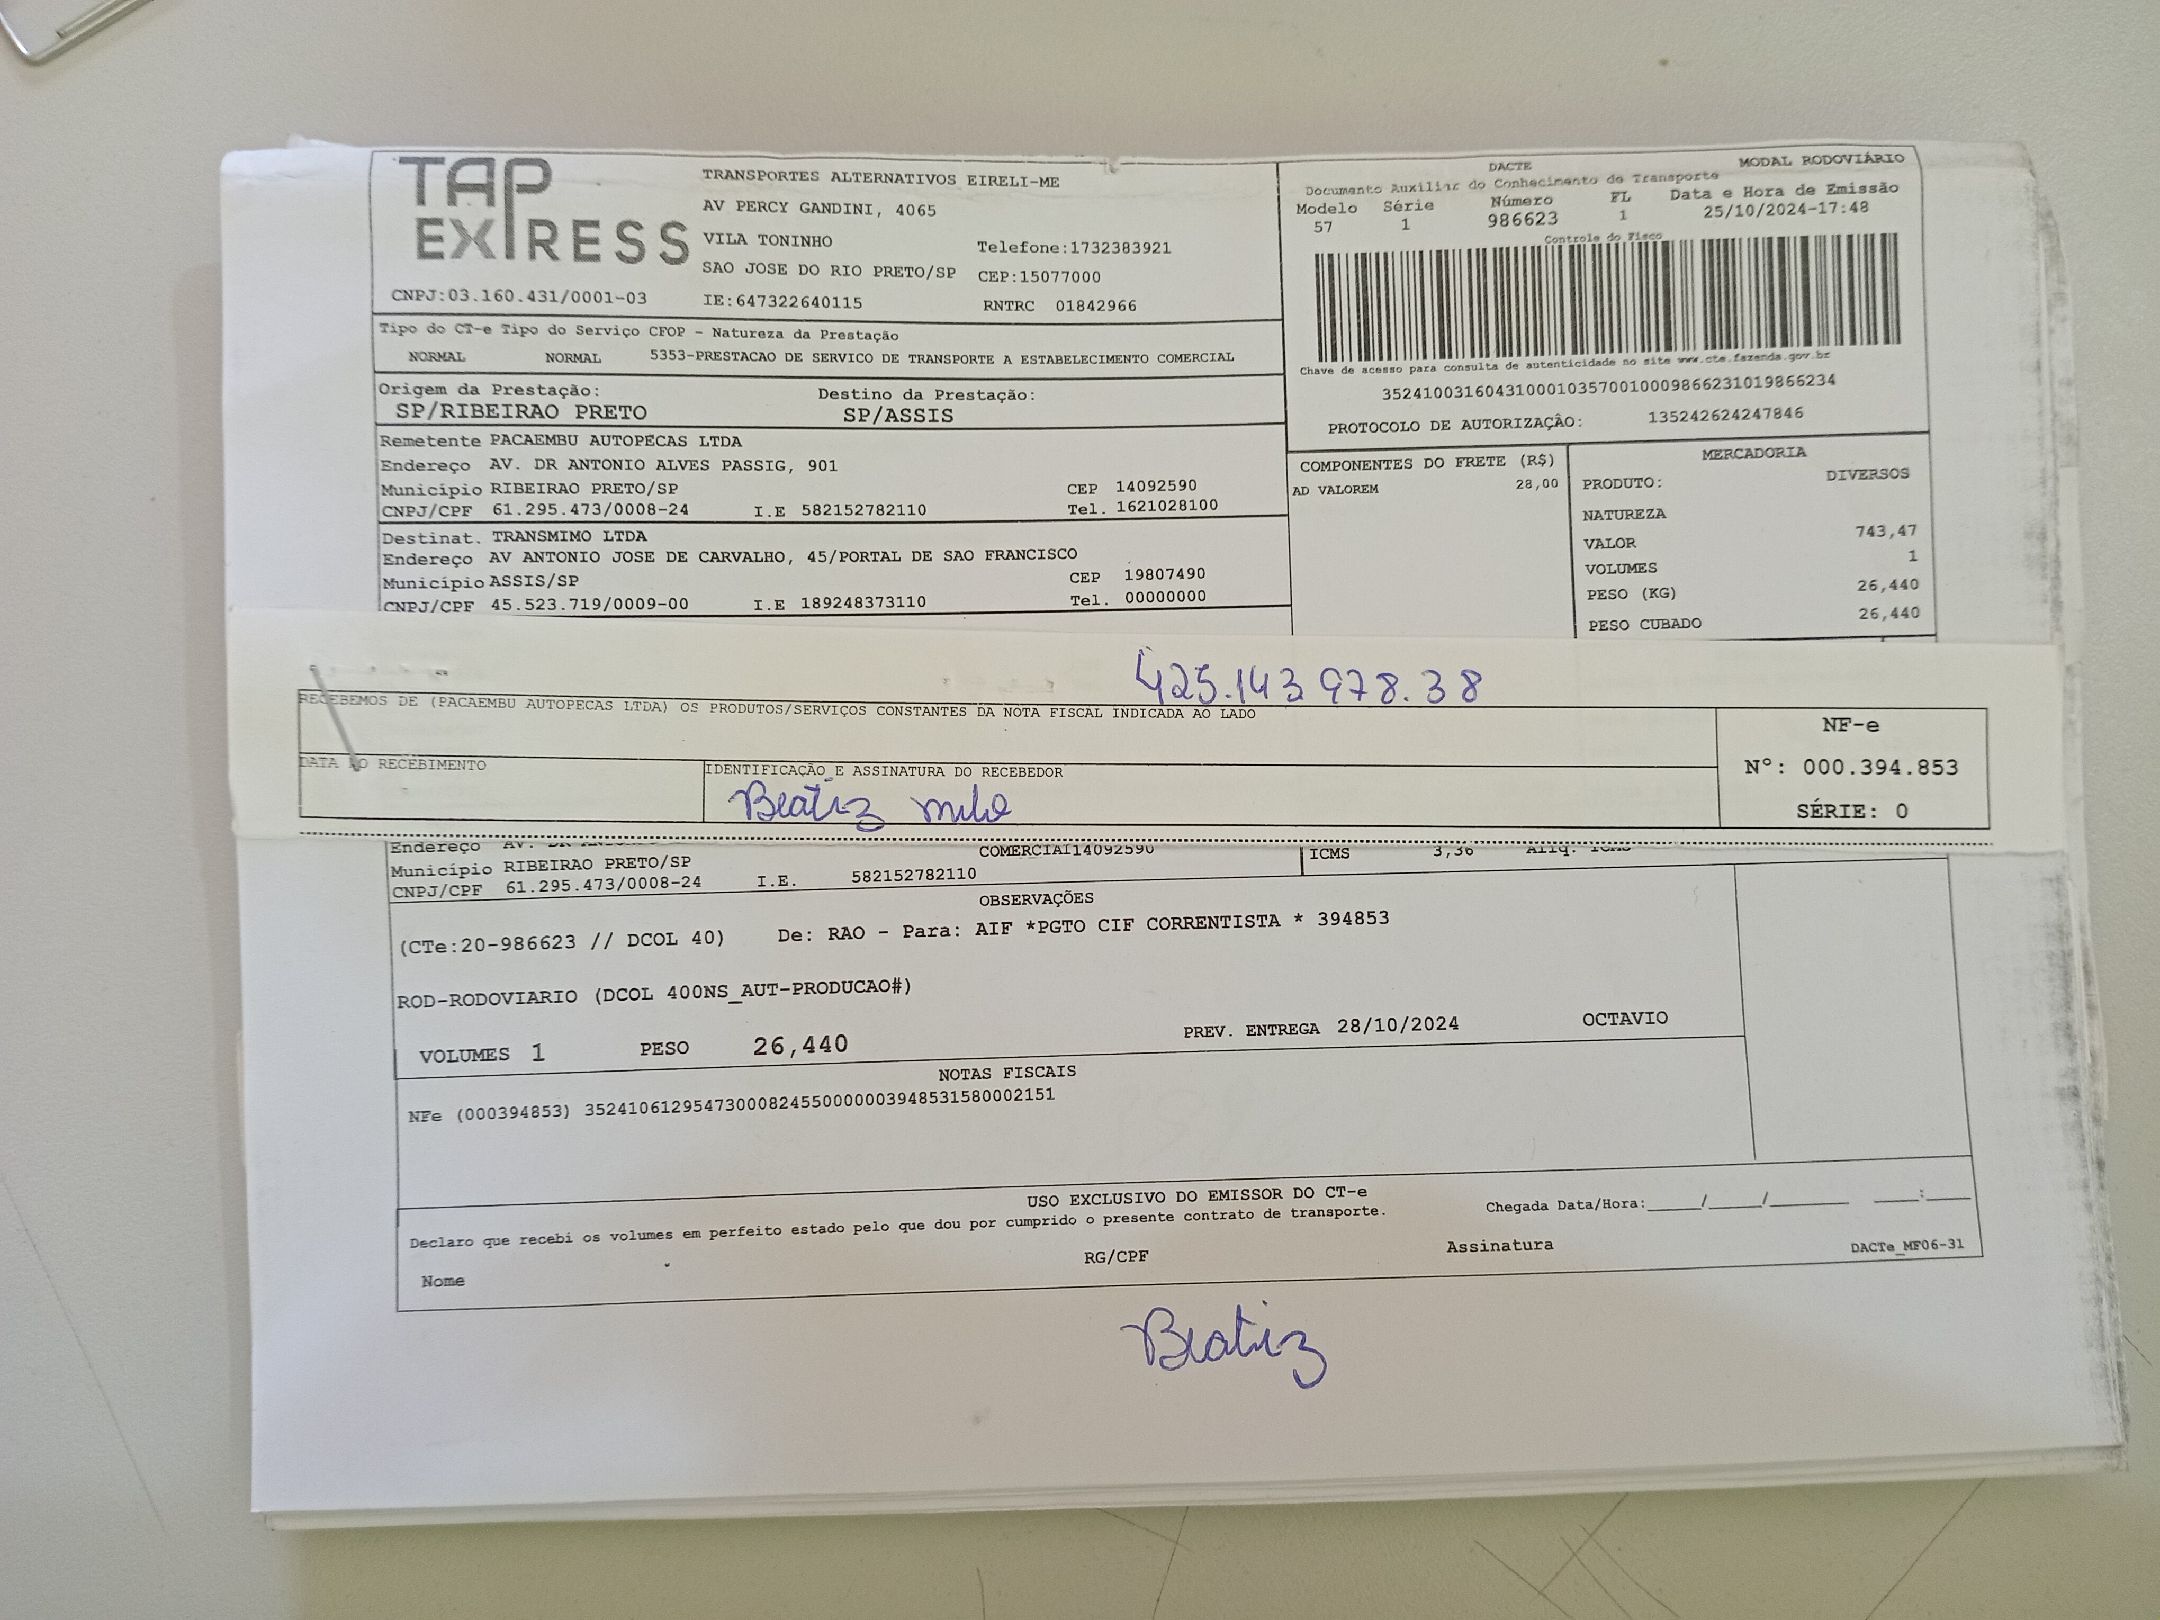 TAP EXPRESS
TRANSPORTES ALTERNATIVOS EIRELI-ME
AV PERCY GANDINI, 4065
VILA TONINHO Telefone:1732383921
SAO JOSE DO RIO PRETO/SP CEP:15077000
CNPJ:03.160.431/0001-03 IE:647322640115 RNTRC 01842966
DACTE MODAL RODOVIÁRIO
Documento Auxiliar do Conhecimento de Transporte
Modelo Série Número FL Data e Hora de Emissão
57 1 986623 1 25/10/2024-17:48
Controle do Fisco
Chave de acesso para consulta de autenticidade no site www.cte.fazenda.gov.br
35241003160431000103570010009866231019866234
PROTOCOLO DE AUTORIZAÇÂO: 135242624247846
Tipo do CT-e Tipo do Serviço CFOP - Natureza da Prestação
NORMAL NORMAL 5353-PRESTACAO DE SERVICO DE TRANSPORTE A ESTABELECIMENTO COMERCIAL
Origem da Prestação: Destino da Prestação:
SP/RIBEIRAO PRETO SP/ASSIS
Remetente PACAEMBU AUTOPECAS LTDA
Endereço AV. DR ANTONIO ALVES PASSIG, 901
Município RIBEIRAO PRETO/SP CEP 14092590
CNPJ/CPF 61.295.473/0008-24 I.E 582152782110 Tel. 1621028100
Destinat. TRANSMIMO LTDA
Endereço AV ANTONIO JOSE DE CARVALHO, 45/PORTAL DE SAO FRANCISCO
Município ASSIS/SP CEP 19807490
CNPJ/CPF 45.523.719/0009-00 I.E 189248373110 Tel. 00000000
COMPONENTES DO FRETE (R$)
AD VALOREM 28,00
MERCADORIA
PRODUTO: DIVERSOS
NATUREZA
VALOR 743,47
VOLUMES 1
PESO (KG) 26,440
PESO CUBADO 26,440
425.143 978.38
RECEBEMOS DE (PACAEMBU AUTOPECAS LTDA) OS PRODUTOS/SERVIÇOS CONSTANTES DA NOTA FISCAL INDICADA AO LADO
DATA DO RECEBIMENTO IDENTIFICAÇÃO E ASSINATURA DO RECEBEDOR
Beatriz
NF-e
Nº: 000.394.853
SÉRIE: 0
Endereço AV. COMERCIAL14092590
Município RIBEIRAO PRETO/SP
CNPJ/CPF 61.295.473/0008-24 I.E. 582152782110
ICMS 3,36 Aliq. ICMS
OBSERVAÇÕES
(CTe:20-986623 // DCOL 40) De: RAO - Para: AIF *PGTO CIF CORRENTISTA * 394853
ROD-RODOVIARIO (DCOL 400NS_AUT-PRODUCAO#)
VOLUMES 1 PESO 26,440 PREV. ENTREGA 28/10/2024 OCTAVIO
NOTAS FISCAIS
NFe (000394853) 35241061295473000824550000003948531580002151
USO EXCLUSIVO DO EMISSOR DO CT-e
Declaro que recebi os volumes em perfeito estado pelo que dou por cumprido o presente contrato de transporte.
Chegada Data/Hora:_____/_____/________ ____:____
Nome RG/CPF Assinatura DACTe_MF06-31
Beatriz